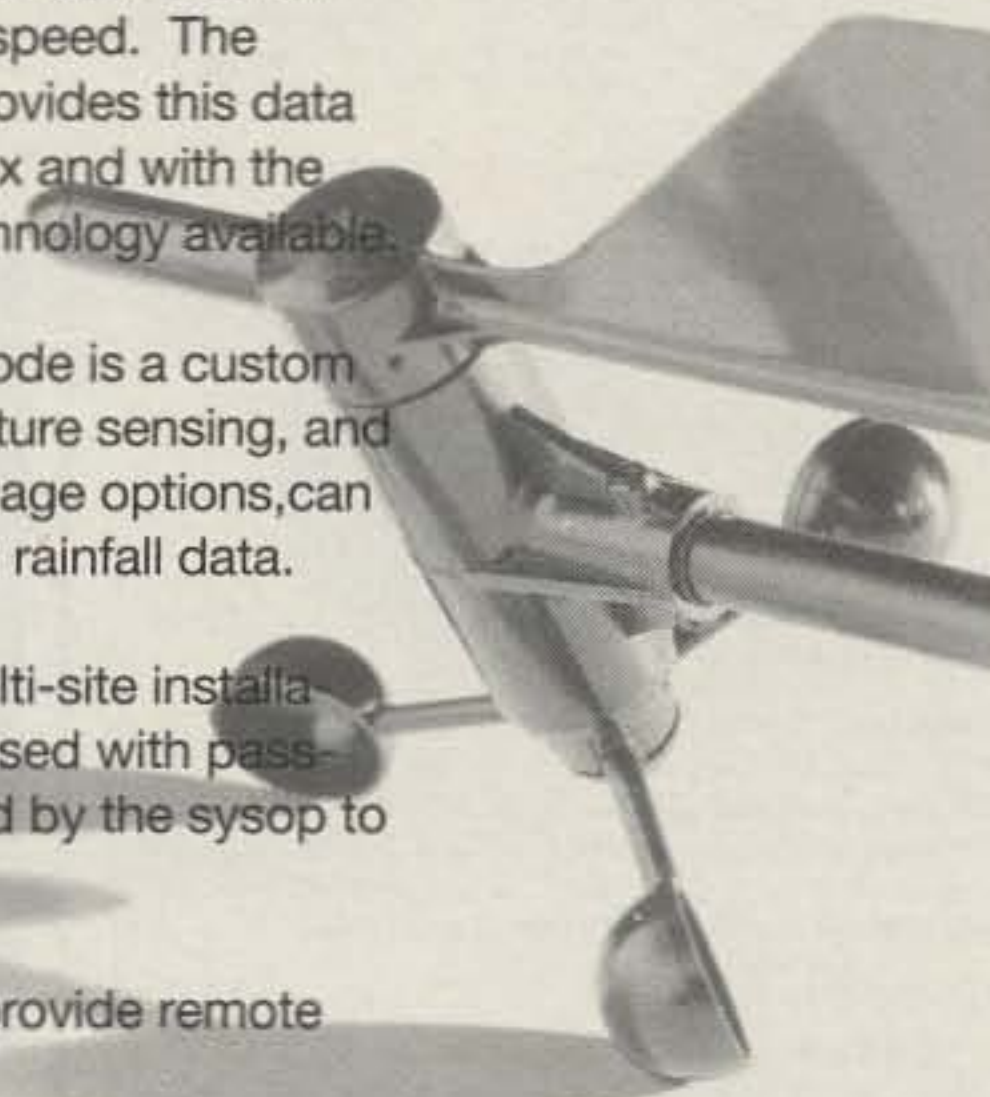 speed. The
ovides this data
x and with the
hnology available.
ode is a custom
ture sensing, and
age options,can
rainfall data.
lti-site installa
sed with pass-
d by the sysop to
rovide remote